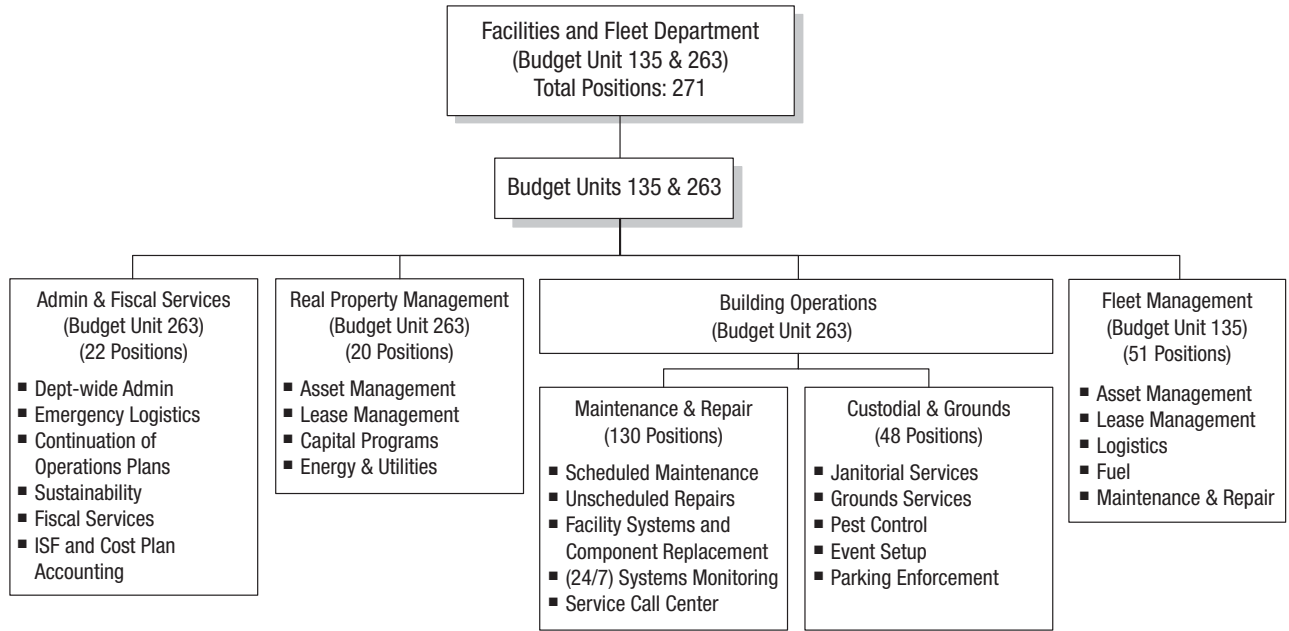 Facilities and Fleet Department
(Budget Unit 135 & 263)
Total Positions: 271
Budget Units 135 & 263
Admin & Fiscal Services
(Budget Unit 263)
(22 Positions)
■ Dept-wide Admin
■ Emergency Logistics
■ Continuation of
Operations Plans
■ Sustainability
■ Fiscal Services
■ ISF and Cost Plan
Accounting
Real Property Management
(Budget Unit 263)
(20 Positions)
■ Asset Management
■ Lease Management
■ Capital Programs
■ Energy & Utilities
Building Operations
(Budget Unit 263)
Maintenance & Repair
(130 Positions)
■ Scheduled Maintenance
■ Unscheduled Repairs
■ Facility Systems and
Component Replacement
■ (24/7) Systems Monitoring
■ Service Call Center
Custodial & Grounds
(48 Positions)
■ Janitorial Services
■ Grounds Services
■ Pest Control
■ Event Setup
■ Parking Enforcement
Fleet Management
(Budget Unit 135)
(51 Positions)
■ Asset Management
■ Lease Management
■ Logistics
■ Fuel
■ Maintenance & Repair